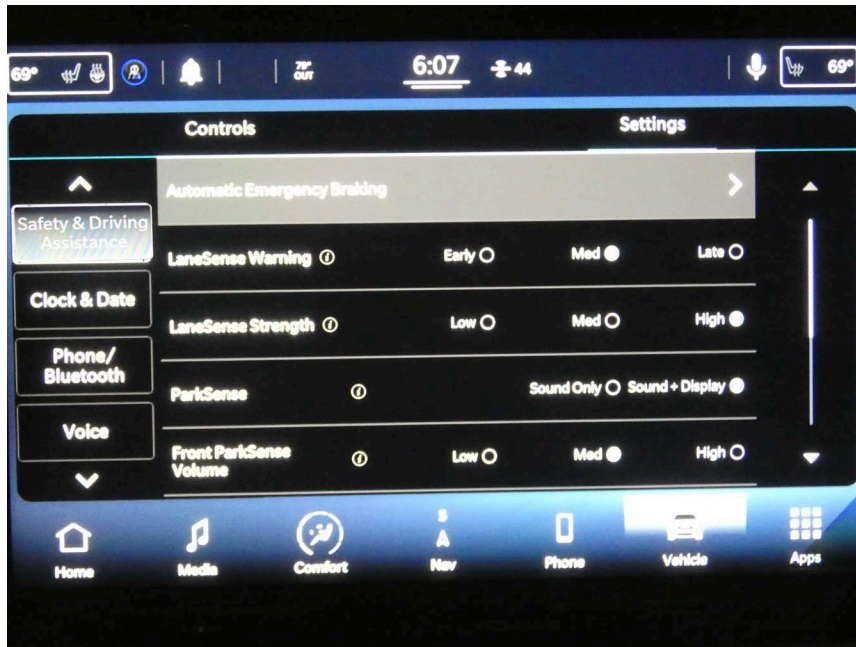 69° 79° OUT 6:07 44 69°
Controls Settings
Automatic Emergency Braking
Safety & Driving
Assistance
LaneSense Warning Early Med Late
Clock & Date
LaneSense Strength Low Med High
Phone/
Bluetooth
ParkSense Sound Only Sound + Display
Voice
Front ParkSense
Volume Low Med High
S
A
Home Media Comfort Nav Phone Vehicle Apps